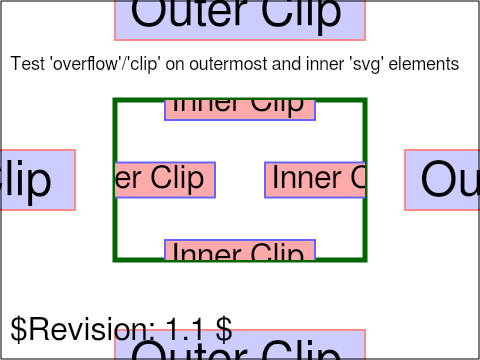 Outer Clip
Test 'overflow'/'clip' on outermost and inner 'svg' elements
Inner Clip
Clip er Clip Inner C Ou
Inner Clip
$Revision: 1.1 $
Outer Clip